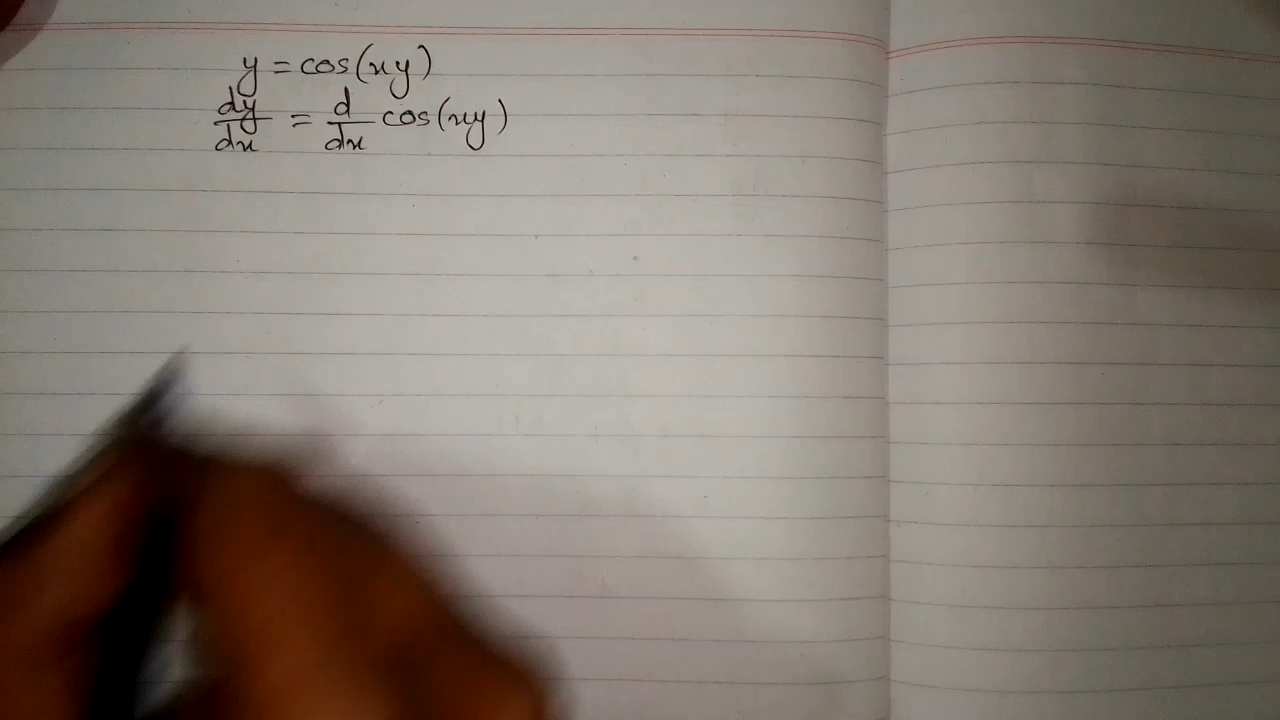 y = cos(xy)
dy/dx = d/dx cos(xy)